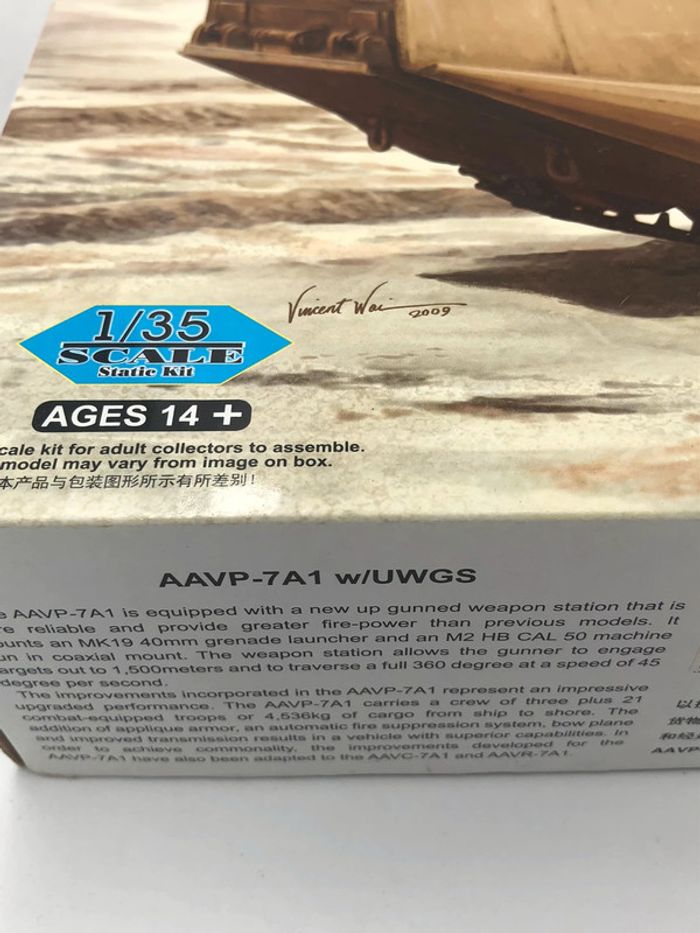 Vincent Wai 2009
1/35
SCALE
Static Kit
AGES 14 +
cale kit for adult collectors to assemble.
model may vary from image on box.
本产品与包装图形所示有所差别!
AAVP-7A1 w/UWGS
e AAVP-7A1 is equipped with a new up gunned weapon station that is
re reliable and provide greater fire-power than previous models. It
ounts an MK19 40mm grenade launcher and an M2 HB CAL 50 machine
un in coaxial mount. The weapon station allows the gunner to engage
argets out to 1,500meters and to traverse a full 360 degree at a speed of 45
degree per second.
The improvements incorporated in the AAVP-7A1 represent an impressive
upgraded performance. The AAVP-7A1 carries a crew of three plus 21
combat-equipped troops or 4,536kg of cargo from ship to shore. The
addition of applique armor, an automatic fire suppression system, bow plane
and improved transmission results in a vehicle with superior capabilities. In
order to achieve commonality, the improvements developed for the
AAVP-7A1 have also been adapted to the AAVC-7A1 and AAVR-7A1.
以
货物
和经
AAVP